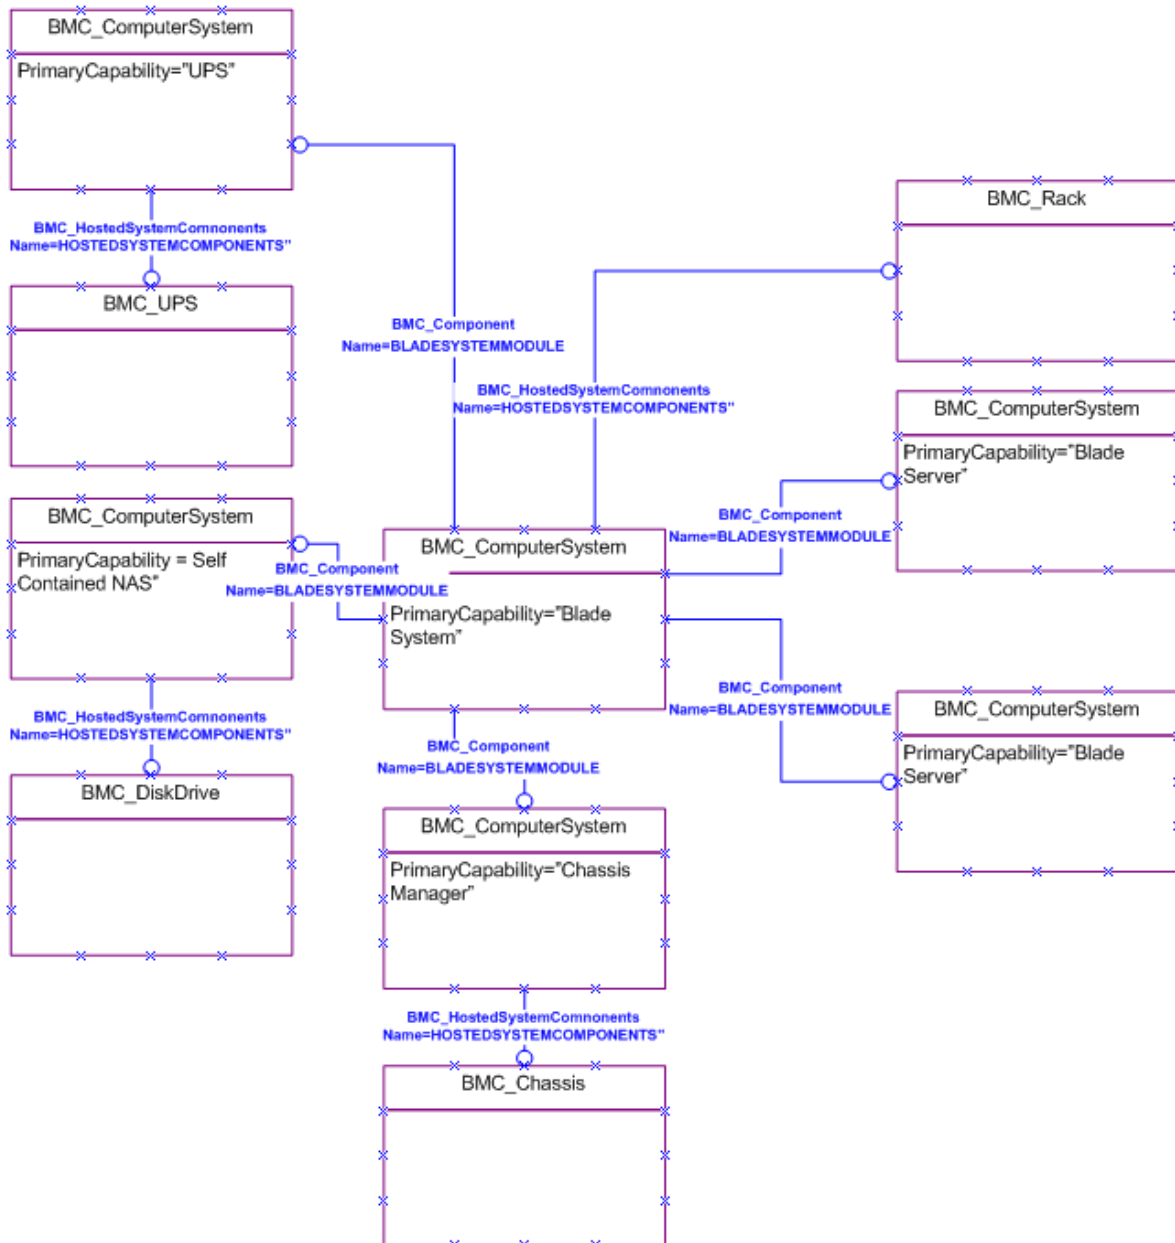 BMC_ComputerSystem
PrimaryCapability="UPS"
BMC_HostedSystemComnonents
Name=HOSTEDSYSTEMCOMPONENTS"
BMC_UPS
BMC_Component
Name=BLADESYSTEMMODULE
BMC_HostedSystemComnonents
Name=HOSTEDSYSTEMCOMPONENTS"
BMC_Rack
BMC_ComputerSystem
PrimaryCapability="Blade
Server"
BMC_ComputerSystem
PrimaryCapability = Self
Contained NAS"
BMC_Component
Name=BLADESYSTEMMODULE
BMC_ComputerSystem
PrimaryCapability="Blade
System"
BMC_Component
Name=BLADESYSTEMMODULE
BMC_Component
Name=BLADESYSTEMMODULE
BMC_ComputerSystem
PrimaryCapability="Blade
Server"
BMC_HostedSystemComnonents
Name=HOSTEDSYSTEMCOMPONENTS"
BMC_DiskDrive
BMC_Component
Name=BLADESYSTEMMODULE
BMC_ComputerSystem
PrimaryCapability="Chassis
Manager"
BMC_HostedSystemComnonents
Name=HOSTEDSYSTEMCOMPONENTS"
BMC_Chassis